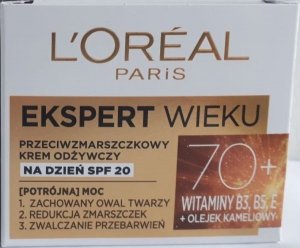 L'ORÉAL
PARIS
EKSPERT WIEKU
PRZECIWZMARSZCZKOWY
KREM ODŻYWCZY
NA DZIEŃ SPF 20
[POTRÓJNA] MOC
1. ZACHOWANY OWAL TWARZY
2. REDUKCJA ZMARSZCZEK
3. ZWALCZANIE PRZEBARWIEŃ
70+
WITAMINY B3, B5, E
+ OLEJEK KAMELIOWY